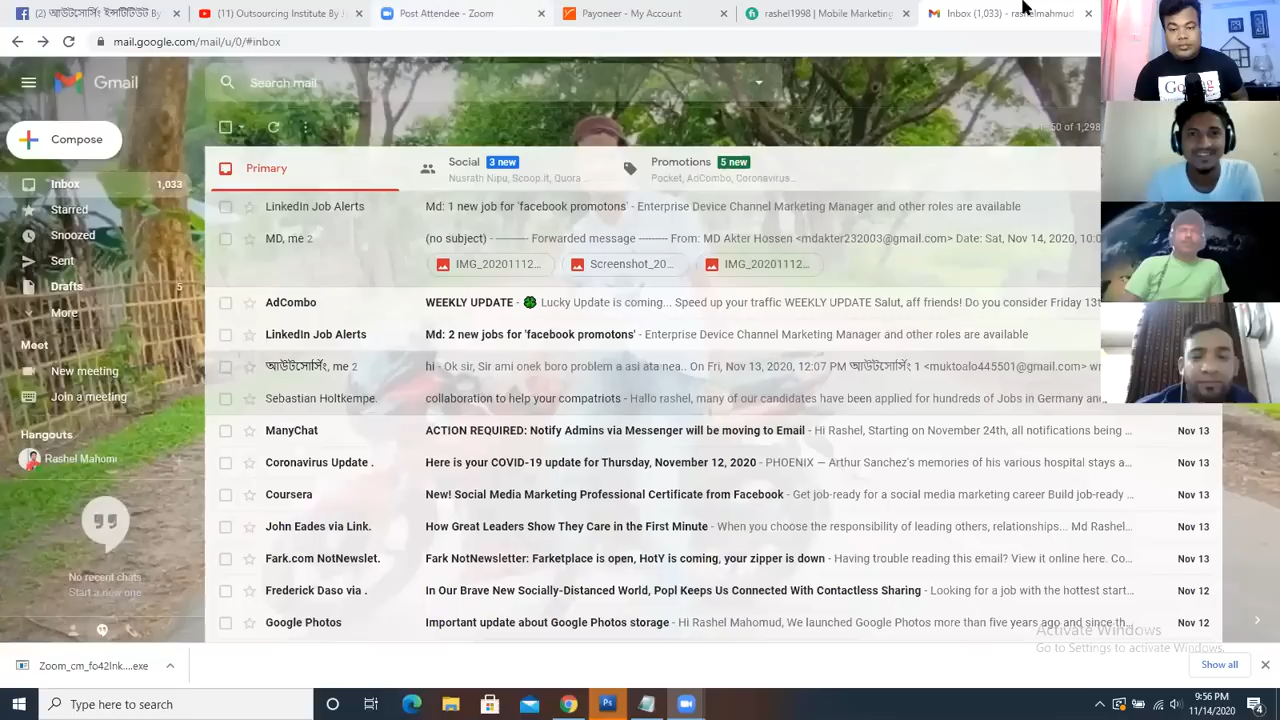 আউটসোর্সিং ইন্সটিটিউট B
(11) Outsourcing Institute By
Post Attendee - Zoom
Payoneer - My Account
rashel1998 | Mobile Marketing
Inbox (1,033) - rashelmahmud
mail.google.com/mail/u/0/#inbox
Gmail
Search mail
Compose
1-50 of 1,298
Primary
Social 3 new
Nusrath Nipu, Scoop.it, Quora ...
Promotions 5 new
Pocket, AdCombo, Coronavirus...
Inbox 1,033
Starred
Snoozed
Sent
Drafts 5
More
Meet
New meeting
Join a meeting
Hangouts
Rashel Mahomu
No recent chats
Start a new one
LinkedIn Job Alerts Md: 1 new job for 'facebook promotons' - Enterprise Device Channel Marketing Manager and other roles are available
MD, me 2 (no subject) - ---------- Forwarded message --------- From: MD Akter Hossen <mdakter232003@gmail.com> Date: Sat, Nov 14, 2020, 10:0
IMG_20201112... Screenshot_20... IMG_20201112...
AdCombo WEEKLY UPDATE - 🍀 Lucky Update is coming... Speed up your traffic WEEKLY UPDATE Salut, aff friends! Do you consider Friday 13t
LinkedIn Job Alerts Md: 2 new jobs for 'facebook promotons' - Enterprise Device Channel Marketing Manager and other roles are available
আউটসোর্সিং, me 2 hi - Ok sir, Sir ami onek boro problem a asi ata nea.. On Fri, Nov 13, 2020, 12:07 PM আউটসোর্সিং 1 <muktoalo445501@gmail.com> wr
Sebastian Holtkempe. collaboration to help your compatriots - Hallo rashel, many of our candidates have been applied for hundreds of Jobs in Germany and
ManyChat ACTION REQUIRED: Notify Admins via Messenger will be moving to Email - Hi Rashel, Starting on November 24th, all notifications being ... Nov 13
Coronavirus Update . Here is your COVID-19 update for Thursday, November 12, 2020 - PHOENIX — Arthur Sanchez's memories of his various hospital stays a... Nov 13
Coursera New! Social Media Marketing Professional Certificate from Facebook - Get job-ready for a social media marketing career Build job-ready ... Nov 13
John Eades via Link. How Great Leaders Show They Care in the First Minute - When you choose the responsibility of leading others, relationships... Md Rashel... Nov 13
Fark.com NotNewslet. Fark NotNewsletter: Farketplace is open, HotY is coming, your zipper is down - Having trouble reading this email? View it online here. Co... Nov 13
Frederick Daso via . In Our Brave New Socially-Distanced World, Popl Keeps Us Connected With Contactless Sharing - Looking for a job with the hottest start... Nov 12
Google Photos Important update about Google Photos storage - Hi Rashel Mahomud, We launched Google Photos more than five years ago and since th... Nov 12
Activate Windows
Go to Settings to activate Windows.
Zoom_cm_fo42lnk....exe
Show all
Type here to search
Ps
9:56 PM
11/14/2020
4